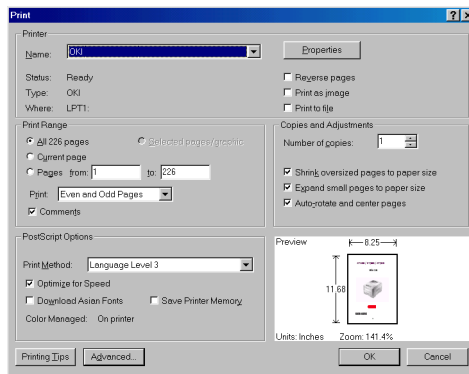 Print
Printer
Name: OKI
Properties
Status: Ready
Type: OKI
Where: LPT1:
Reverse pages
Print as image
Print to file
Print Range
All 226 pages
Selected pages/graphic
Current page
Pages from: 1 to: 226
Print: Even and Odd Pages
Comments
Copies and Adjustments
Number of copies: 1
Shrink oversized pages to paper size
Expand small pages to paper size
Auto-rotate and center pages
PostScript Options
Print Method: Language Level 3
Optimize for Speed
Download Asian Fonts
Save Printer Memory
Color Managed: On printer
Preview
8.25
11.68
Units: Inches Zoom: 141.4%
Printing Tips
Advanced...
OK
Cancel